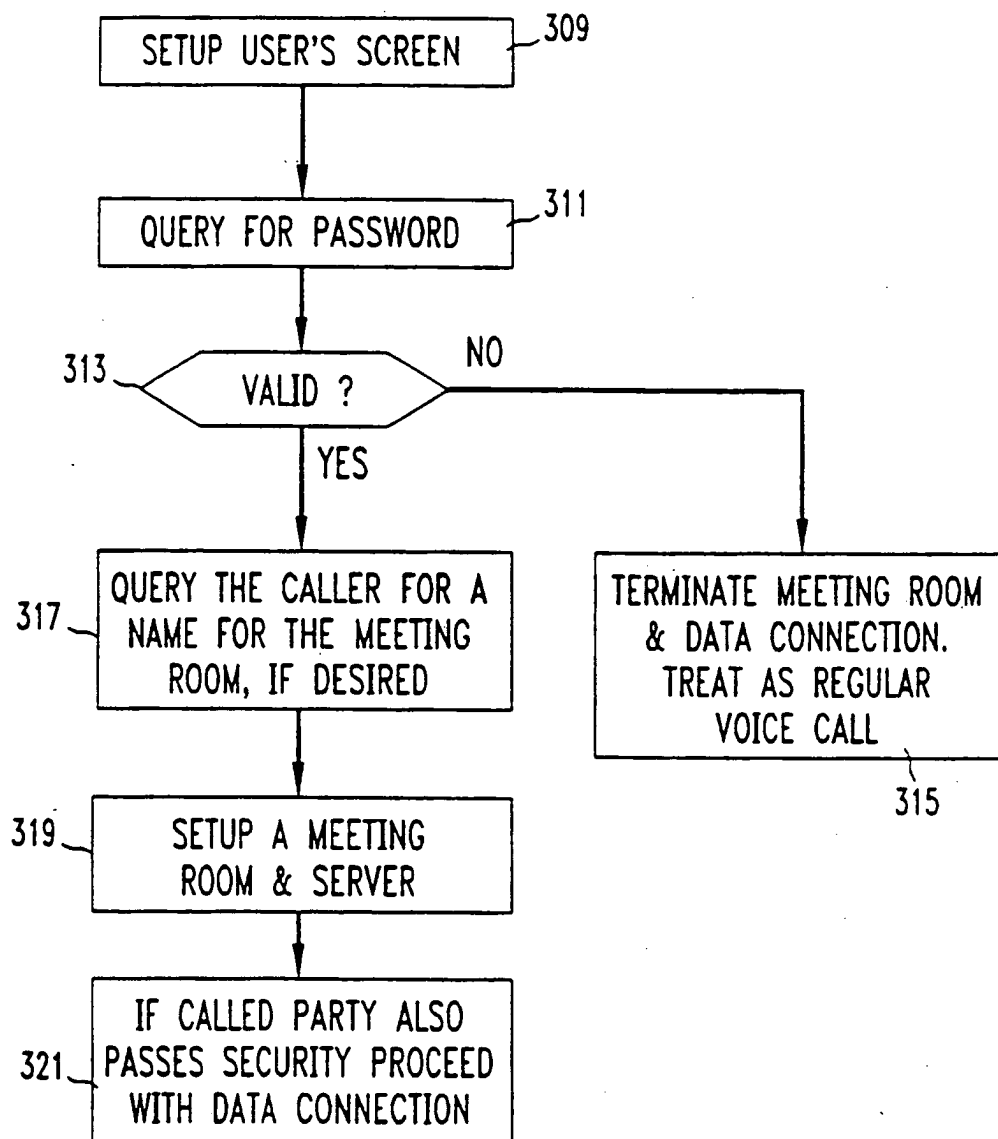 SETUP USER'S SCREEN
309
QUERY FOR PASSWORD
311
313
VALID ?
NO
YES
317
QUERY THE CALLER FOR A
NAME FOR THE MEETING
ROOM, IF DESIRED
TERMINATE MEETING ROOM
& DATA CONNECTION.
TREAT AS REGULAR
VOICE CALL
315
319
SETUP A MEETING
ROOM & SERVER
321
IF CALLED PARTY ALSO
PASSES SECURITY PROCEED
WITH DATA CONNECTION